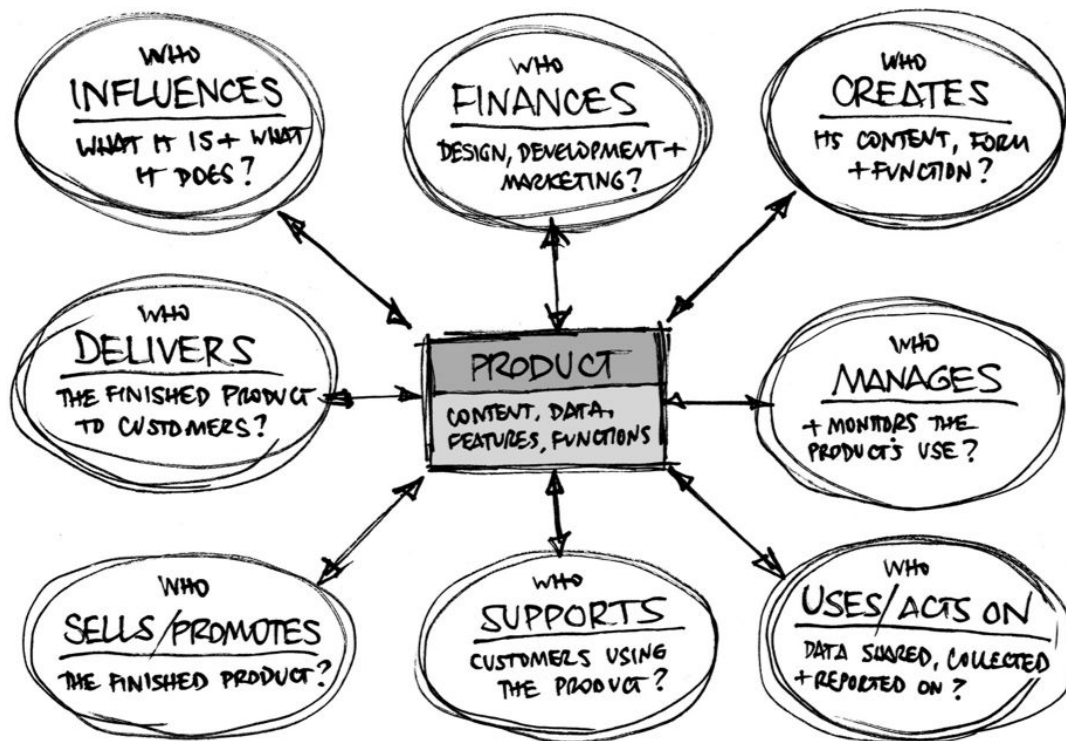 WHO
INFLUENCES
WHAT IT IS + WHAT
IT DOES?
WHO
FINANCES
DESIGN, DEVELOPMENT +
MARKETING?
WHO
CREATES
ITS CONTENT, FORM
+ FUNCTION?
WHO
DELIVERS
THE FINISHED PRODUCT
TO CUSTOMERS?
PRODUCT
CONTENT, DATA,
FEATURES, FUNCTIONS
WHO
MANAGES
+ MONITORS THE
PRODUCT'S USE?
WHO
SELLS/PROMOTES
THE FINISHED PRODUCT?
WHO
SUPPORTS
CUSTOMERS USING
THE PRODUCT?
WHO
USES/ACTS ON
DATA SHARED, COLLECTED
+ REPORTED ON?